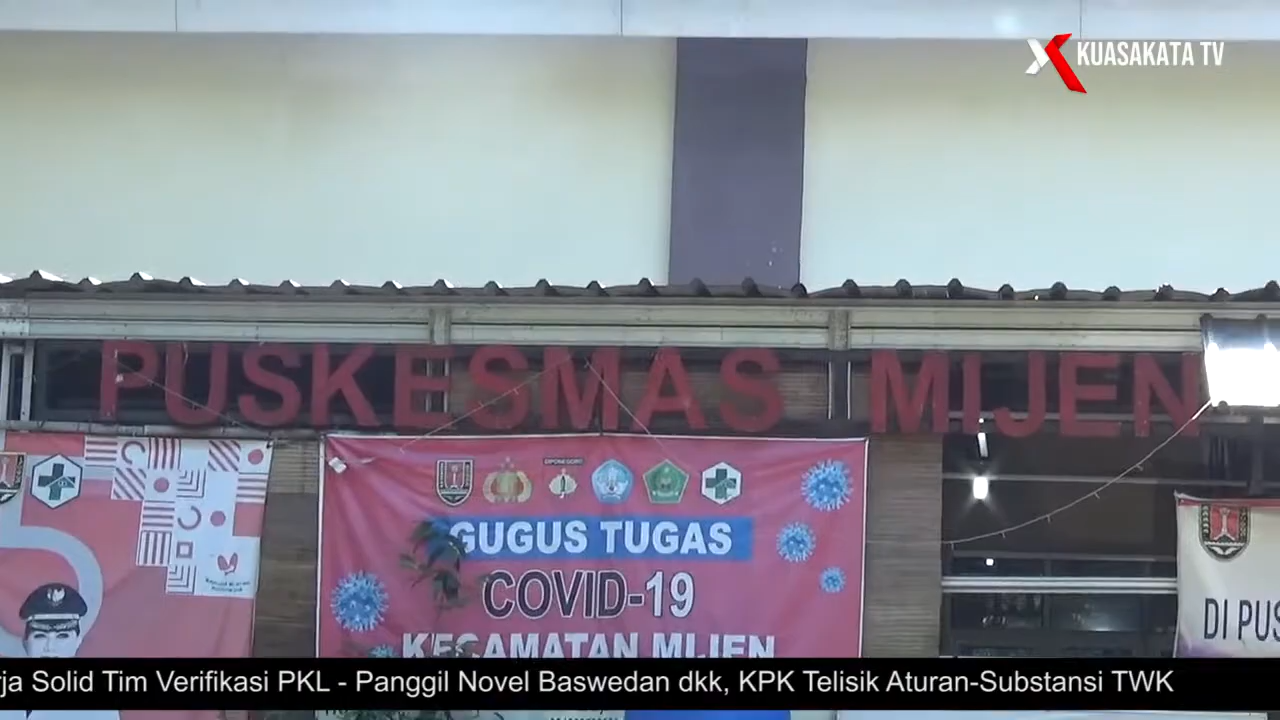 KUASAKATA TV
PUSKESMAS MIJEN
GUGUS TUGAS
COVID-19
KECAMATAN MIJEN
DI PUS
rja Solid Tim Verifikasi PKL - Panggil Novel Baswedan dkk, KPK Telisik Aturan-Substansi TWK